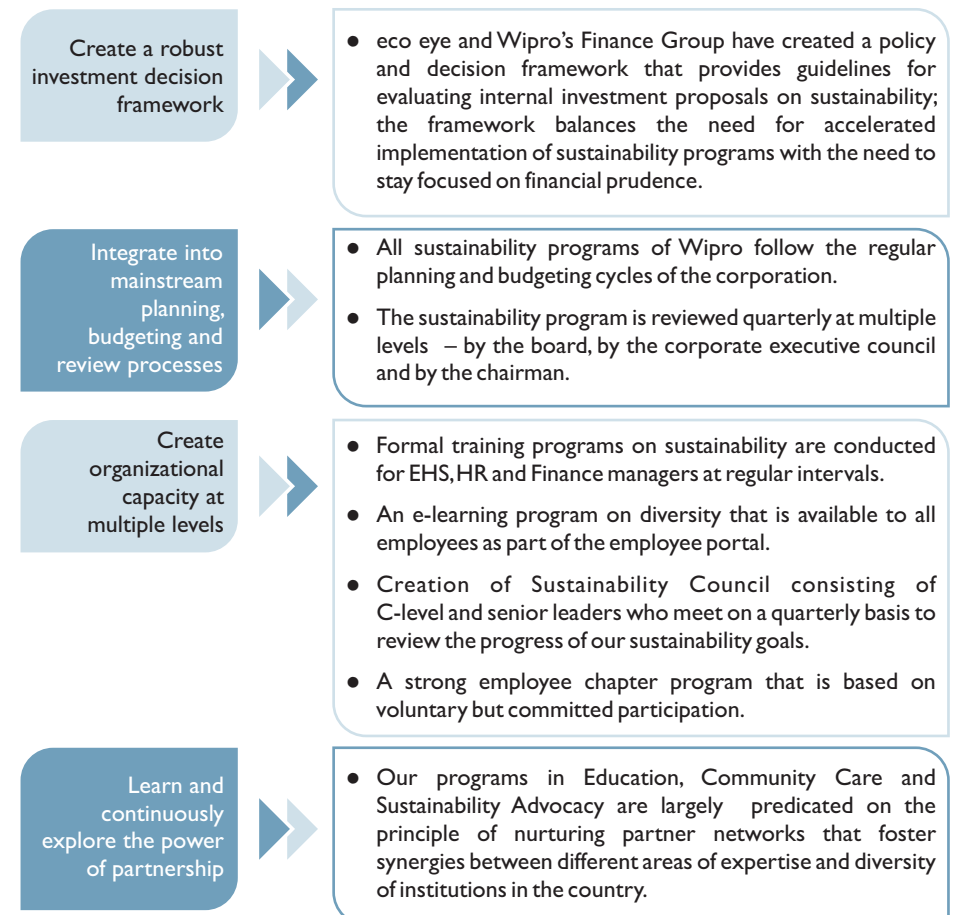 Create a robust
investment decision
framework
● eco eye and Wipro's Finance Group have created a policy
and decision framework that provides guidelines for
evaluating internal investment proposals on sustainability;
the framework balances the need for accelerated
implementation of sustainability programs with the need to
stay focused on financial prudence.
Integrate into
mainstream
planning,
budgeting and
review processes
● All sustainability programs of Wipro follow the regular
planning and budgeting cycles of the corporation.
● The sustainability program is reviewed quarterly at multiple
levels – by the board, by the corporate executive council
and by the chairman.
Create
organizational
capacity at
multiple levels
● Formal training programs on sustainability are conducted
for EHS, HR and Finance managers at regular intervals.
● An e-learning program on diversity that is available to all
employees as part of the employee portal.
● Creation of Sustainability Council consisting of
C-level and senior leaders who meet on a quarterly basis to
review the progress of our sustainability goals.
● A strong employee chapter program that is based on
voluntary but committed participation.
Learn and
continuously
explore the power
of partnership
● Our programs in Education, Community Care and
Sustainability Advocacy are largely predicated on the
principle of nurturing partner networks that foster
synergies between different areas of expertise and diversity
of institutions in the country.